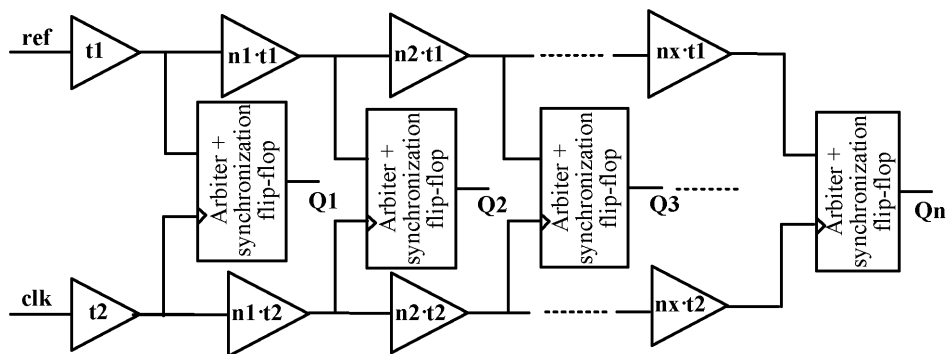 ref
t1
n1·t1
n2·t1
nx·t1
Arbiter +
synchronization
flip-flop
Q1
Arbiter +
synchronization
flip-flop
Q2
Arbiter +
synchronization
flip-flop
Q3
Arbiter +
synchronization
flip-flop
Qn
clk
t2
n1·t2
n2·t2
nx·t2